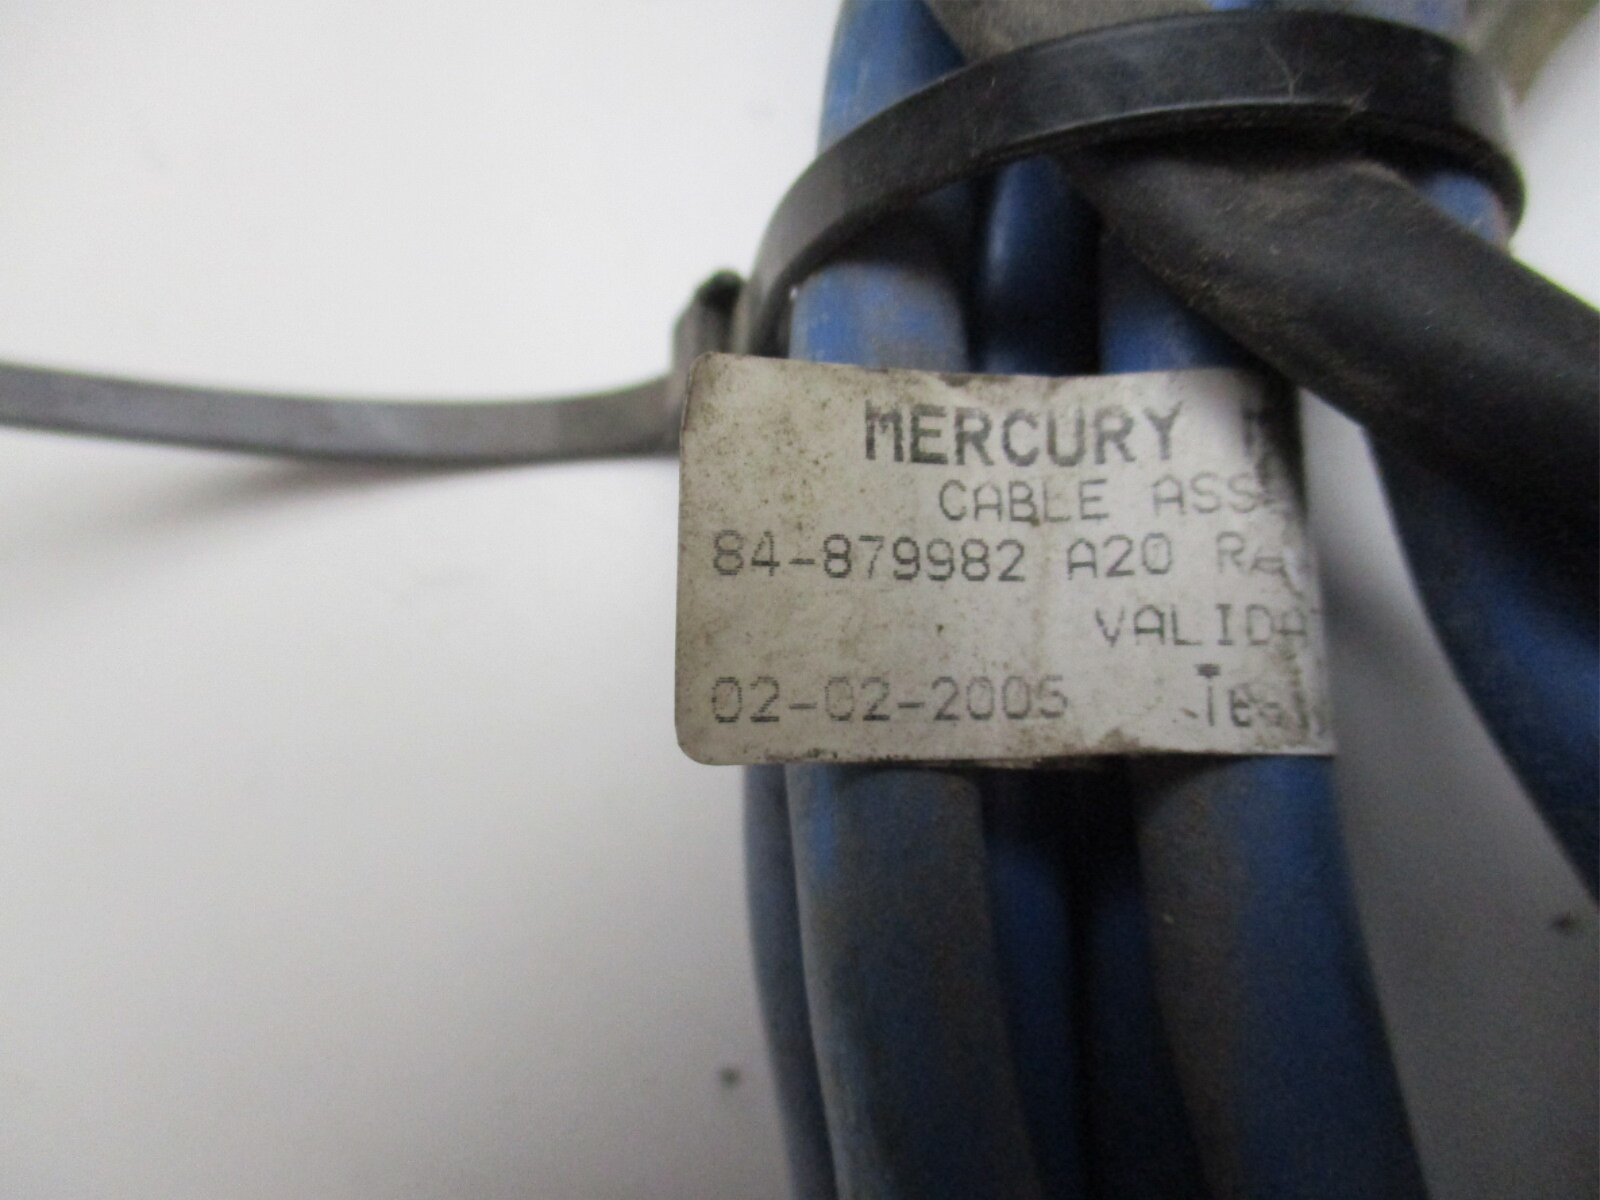 MERCURY
CABLE ASS
84-879982 A20
VALIDA
02-02-2005